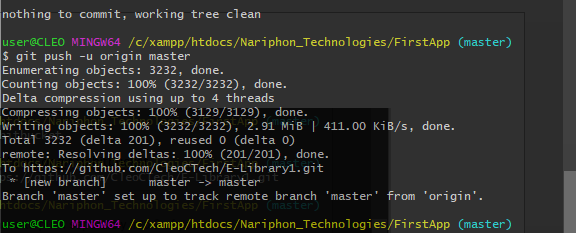 nothing to commit, working tree clean
user@CLEO MINGW64 /c/xampp/htdocs/Nariphon_Technologies/FirstApp (master)
$ git push -u origin master
Enumerating objects: 3232, done.
Counting objects: 100% (3232/3232), done.
Delta compression using up to 4 threads
Compressing objects: 100% (3129/3129), done.
Writing objects: 100% (3232/3232), 2.91 MiB | 411.00 KiB/s, done.
Total 3232 (delta 201), reused 0 (delta 0)
remote: Resolving deltas: 100% (201/201), done.
To https://github.com/CleoCTech/E-Library1.git
 * [new branch]      master -> master
Branch 'master' set up to track remote branch 'master' from 'origin'.
user@CLEO MINGW64 /c/xampp/htdocs/Nariphon_Technologies/FirstApp (master)